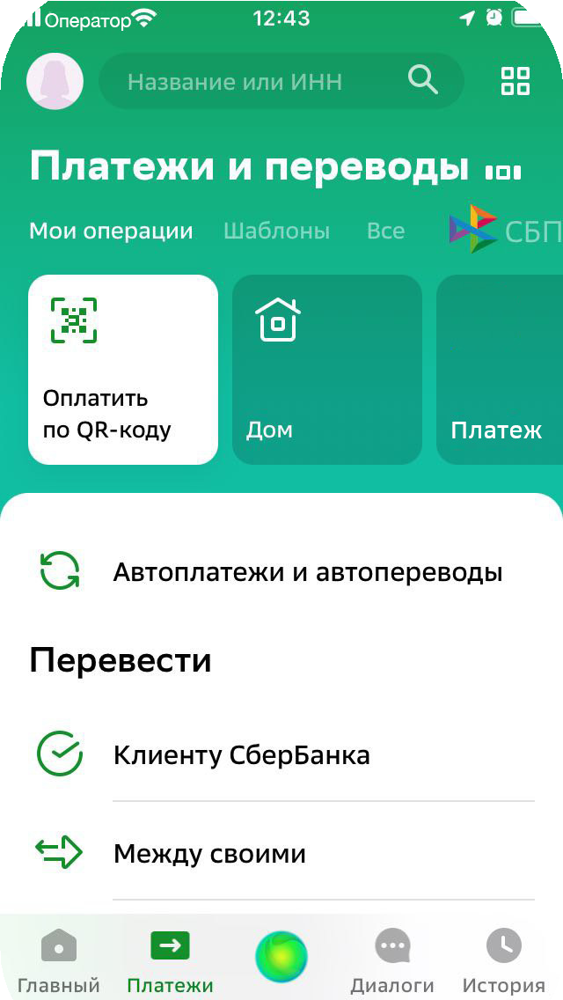 Оператор 12:43
Название или ИНН
Платежи и переводы
Мои операции Шаблоны Все СБП
Оплатить
по QR-коду
Дом
Платеж
Автоплатежи и автопереводы
Перевести
Клиенту СберБанка
Между своими
Главный Платежи Диалоги История